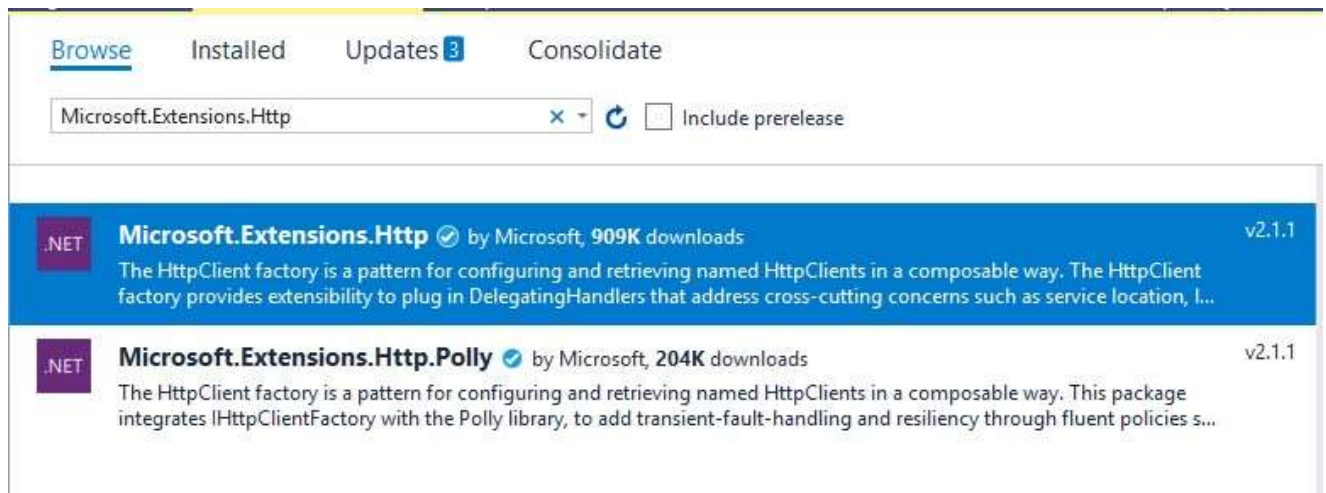 Browse Installed Updates 3 Consolidate
Microsoft.Extensions.Http Include prerelease
.NET Microsoft.Extensions.Http by Microsoft, 909K downloads v2.1.1
The HttpClient factory is a pattern for configuring and retrieving named HttpClients in a composable way. The HttpClient
factory provides extensibility to plug in DelegatingHandlers that address cross-cutting concerns such as service location, l...
.NET Microsoft.Extensions.Http.Polly by Microsoft, 204K downloads v2.1.1
The HttpClient factory is a pattern for configuring and retrieving named HttpClients in a composable way. This package
integrates IHttpClientFactory with the Polly library, to add transient-fault-handling and resiliency through fluent policies s...